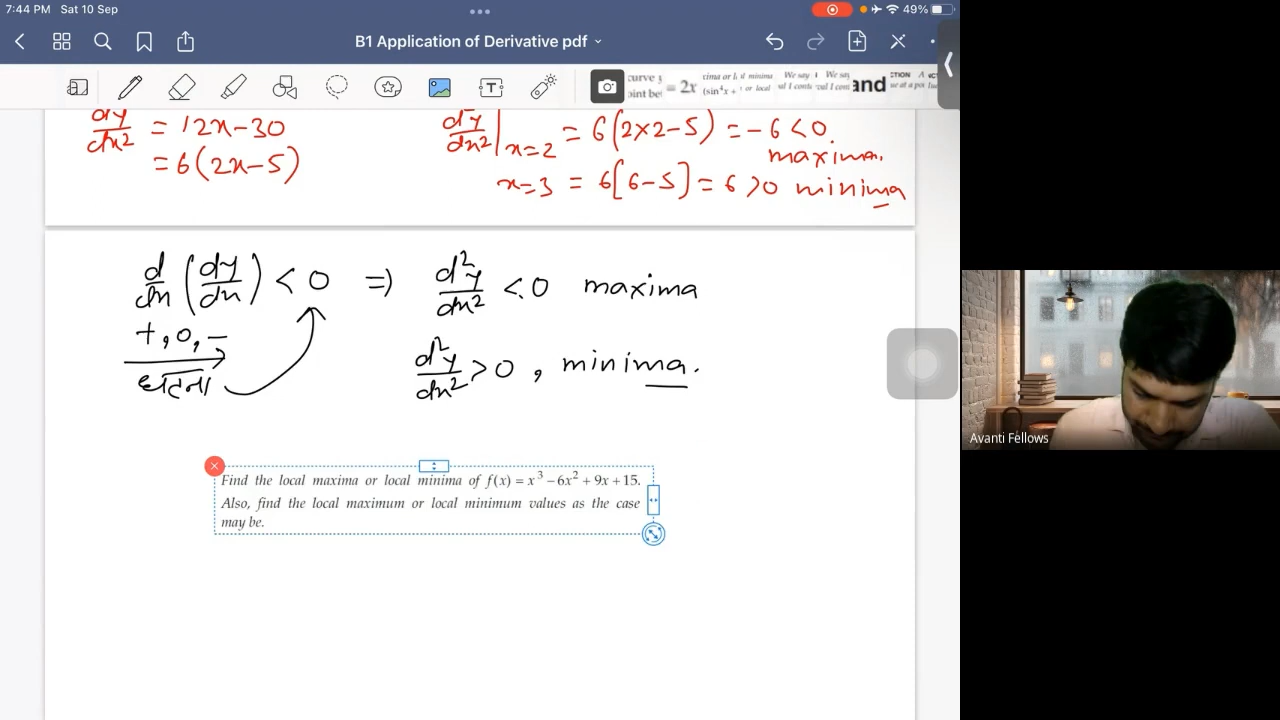 7:44 PM Sat 10 Sep
49%
B1 Application of Derivative pdf
= 2x
and
dy/dx² = 12x-30
= 6(2x-5)
dy/dx²|x=2 = 6(2×2-5) = -6 <0
maxima.
x=3 = 6[6-5] = 6 >0 minima
d/dx (dy/dx) < 0 => d²y/dx² <0 maxima
+, 0, -
घटना
d²y/dx² >0, minima.
Find the local maxima or local minima of f(x) = x³ – 6x² + 9x + 15.
Also, find the local maximum or local minimum values as the case
may be.
Avanti Fellows